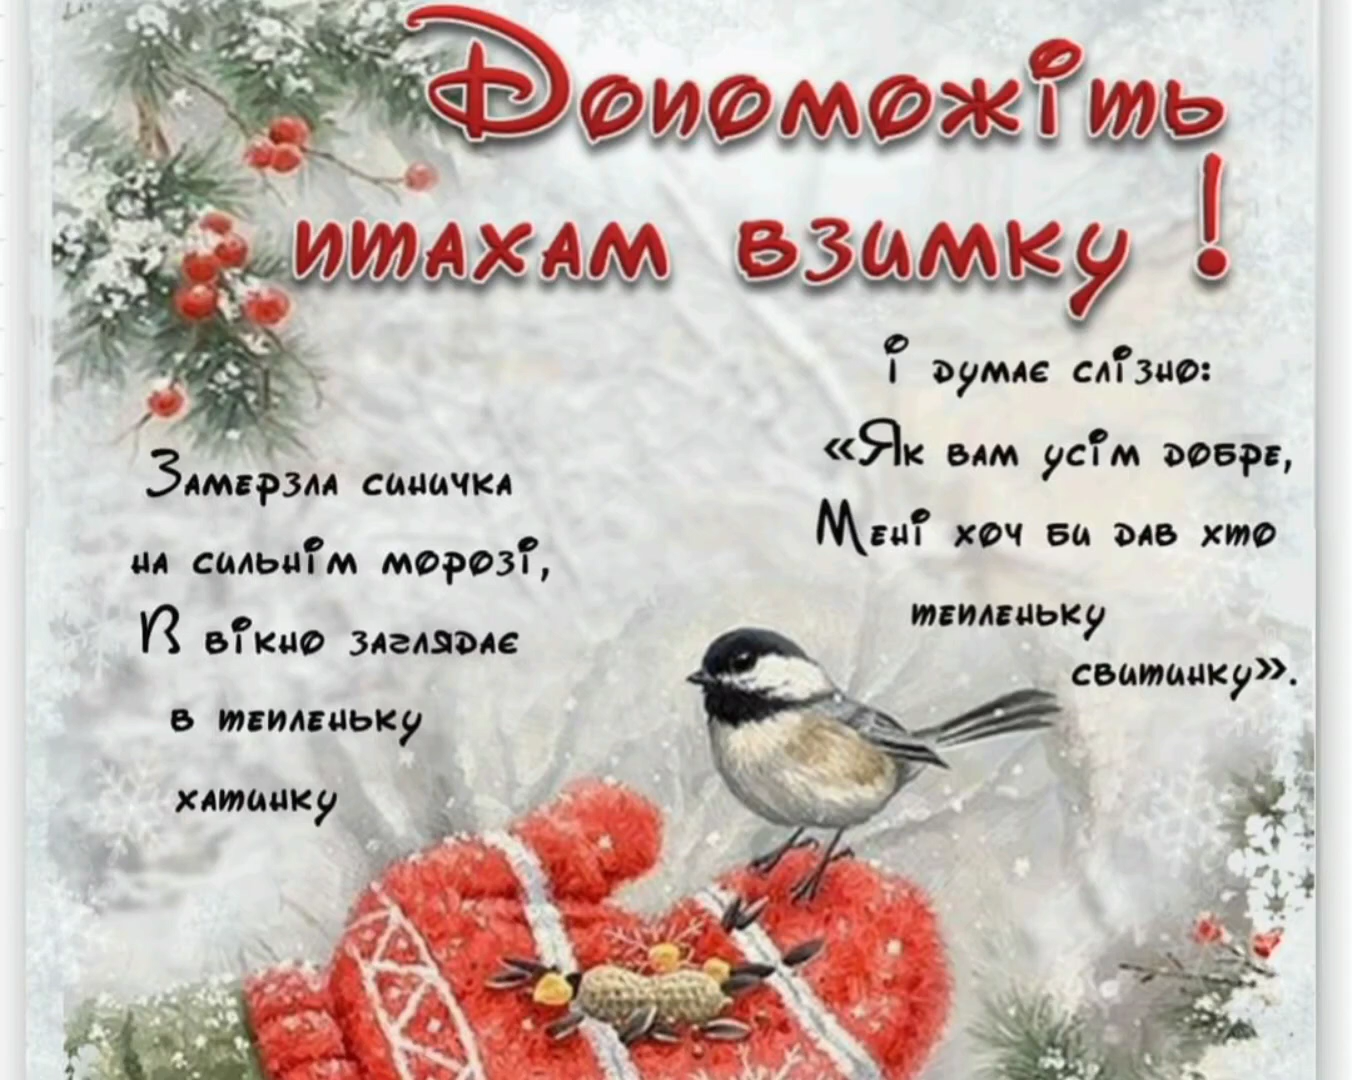 Допоможіть
птахам взимку !
Замерзла синичка
на сильнім морозі,
В вікно заглядає
в тепленьку
хатинку
і думає слізно:
«Як вам усім добре,
Мені хоч би дав хто
тепленьку
свитинку».